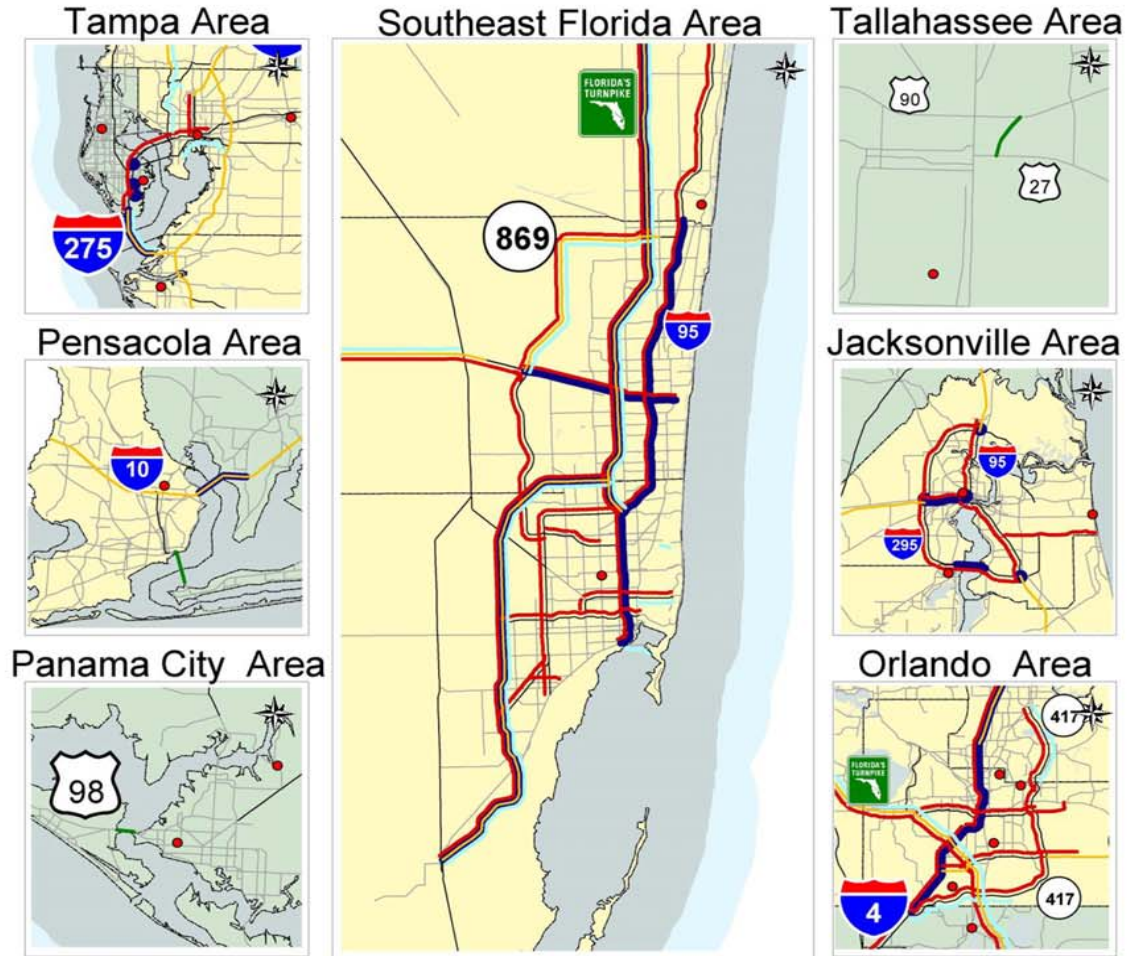 Tampa Area
275
Pensacola Area
10
Panama City Area
98
Southeast Florida Area
FLORIDA'S
TURNPIKE
869
95
Tallahassee Area
90
27
Jacksonville Area
95
295
Orlando Area
417
FLORIDA'S
TURNPIKE
417
4